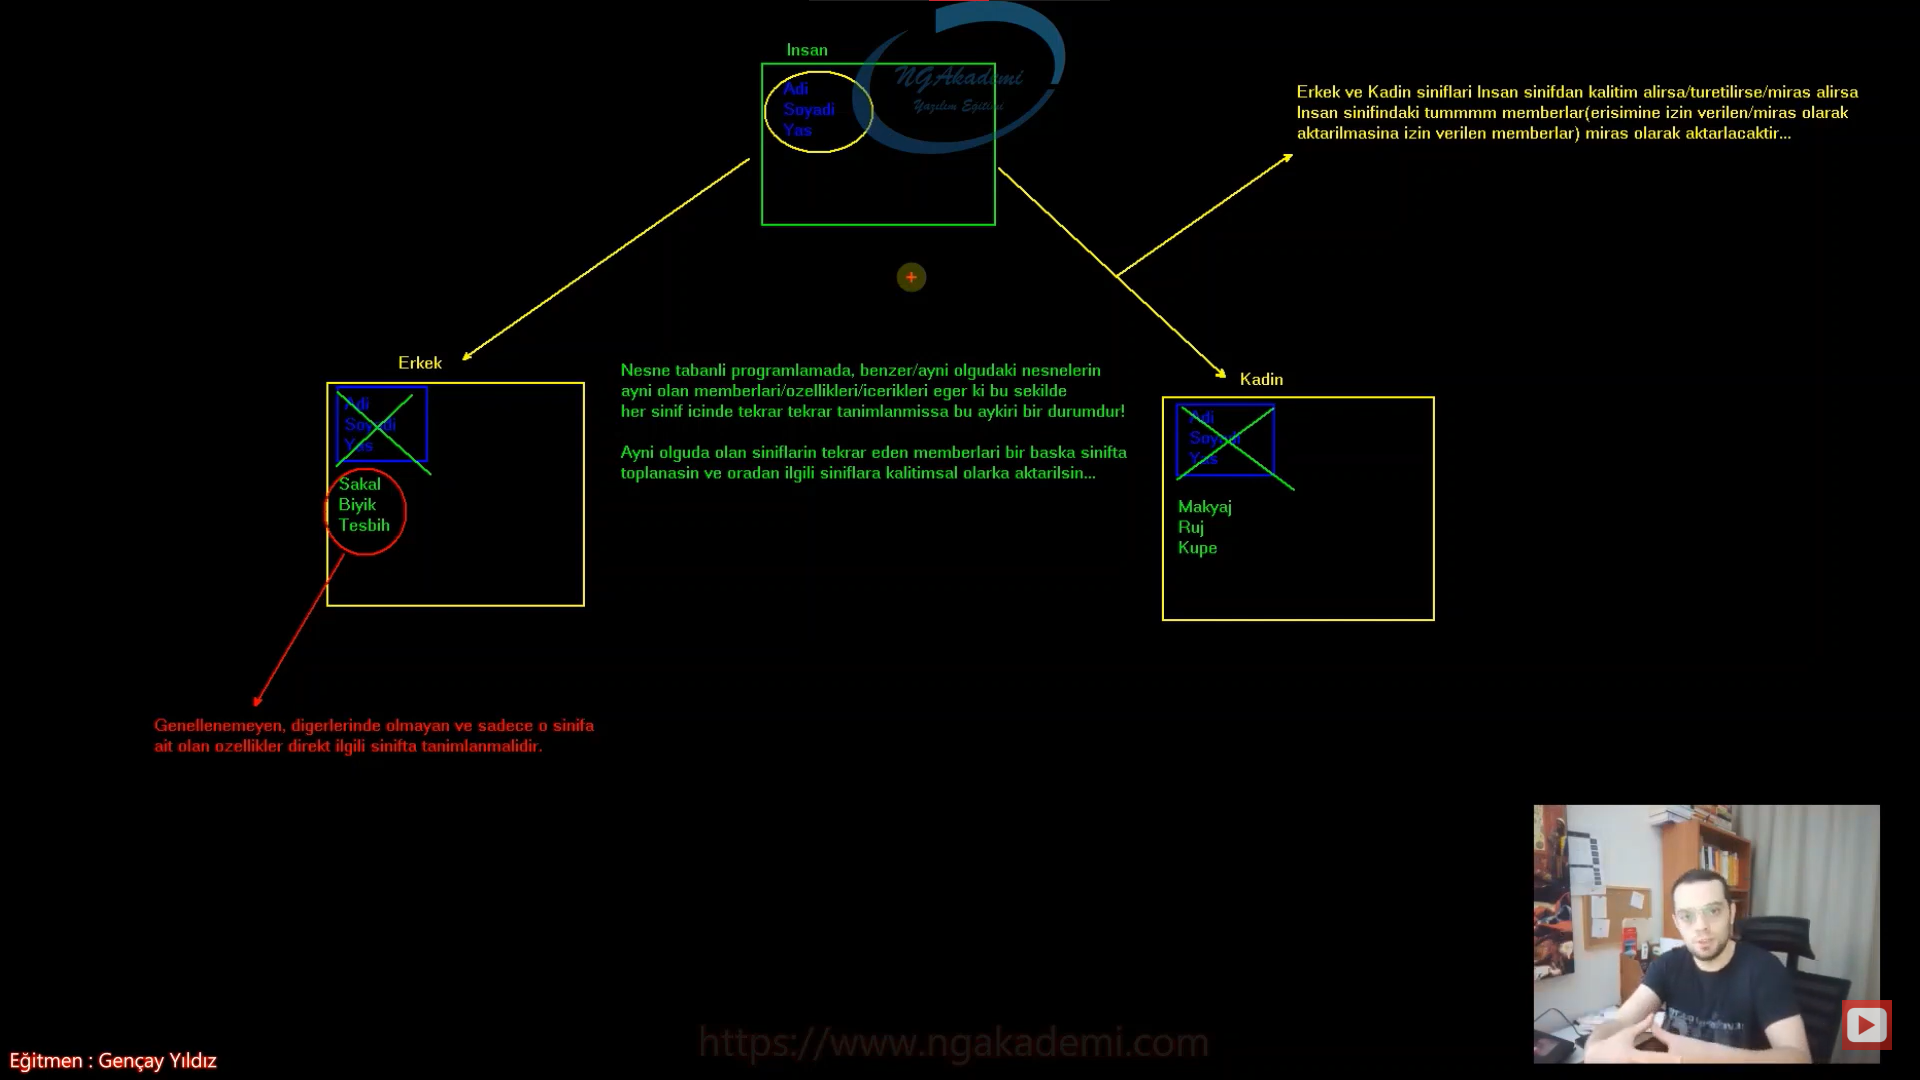 Insan
NGAkademi
Yazılım Eğitimi
Adi
Soyadi
Yas
Erkek ve Kadin siniflari Insan sinifdan kalitim alirsa/turetilirse/miras alirsa
Insan sinifindaki tummmm memberlar(erisimine izin verilen/miras olarak
aktarilmasina izin verilen memberlar) miras olarak aktarlacaktir...
Erkek
Adi
Soyadi
Yas
Sakal
Biyik
Tesbih
Nesne tabanli programlamada, benzer/ayni olgudaki nesnelerin
ayni olan memberlari/ozellikleri/icerikleri eger ki bu sekilde
her sinif icinde tekrar tekrar tanimlanmissa bu aykiri bir durumdur!
Ayni olguda olan siniflarin tekrar eden memberlari bir baska sinifta
toplanasin ve oradan ilgili siniflara kalitimsal olarka aktarilsin...
Kadin
Adi
Soyadi
Yas
Makyaj
Ruj
Kupe
Genellenemeyen, digerlerinde olmayan ve sadece o sinifa
ait olan ozellikler direkt ilgili sinifta tanimlanmalidir.
https://www.ngakademi.com
Eğitmen : Gençay Yıldız